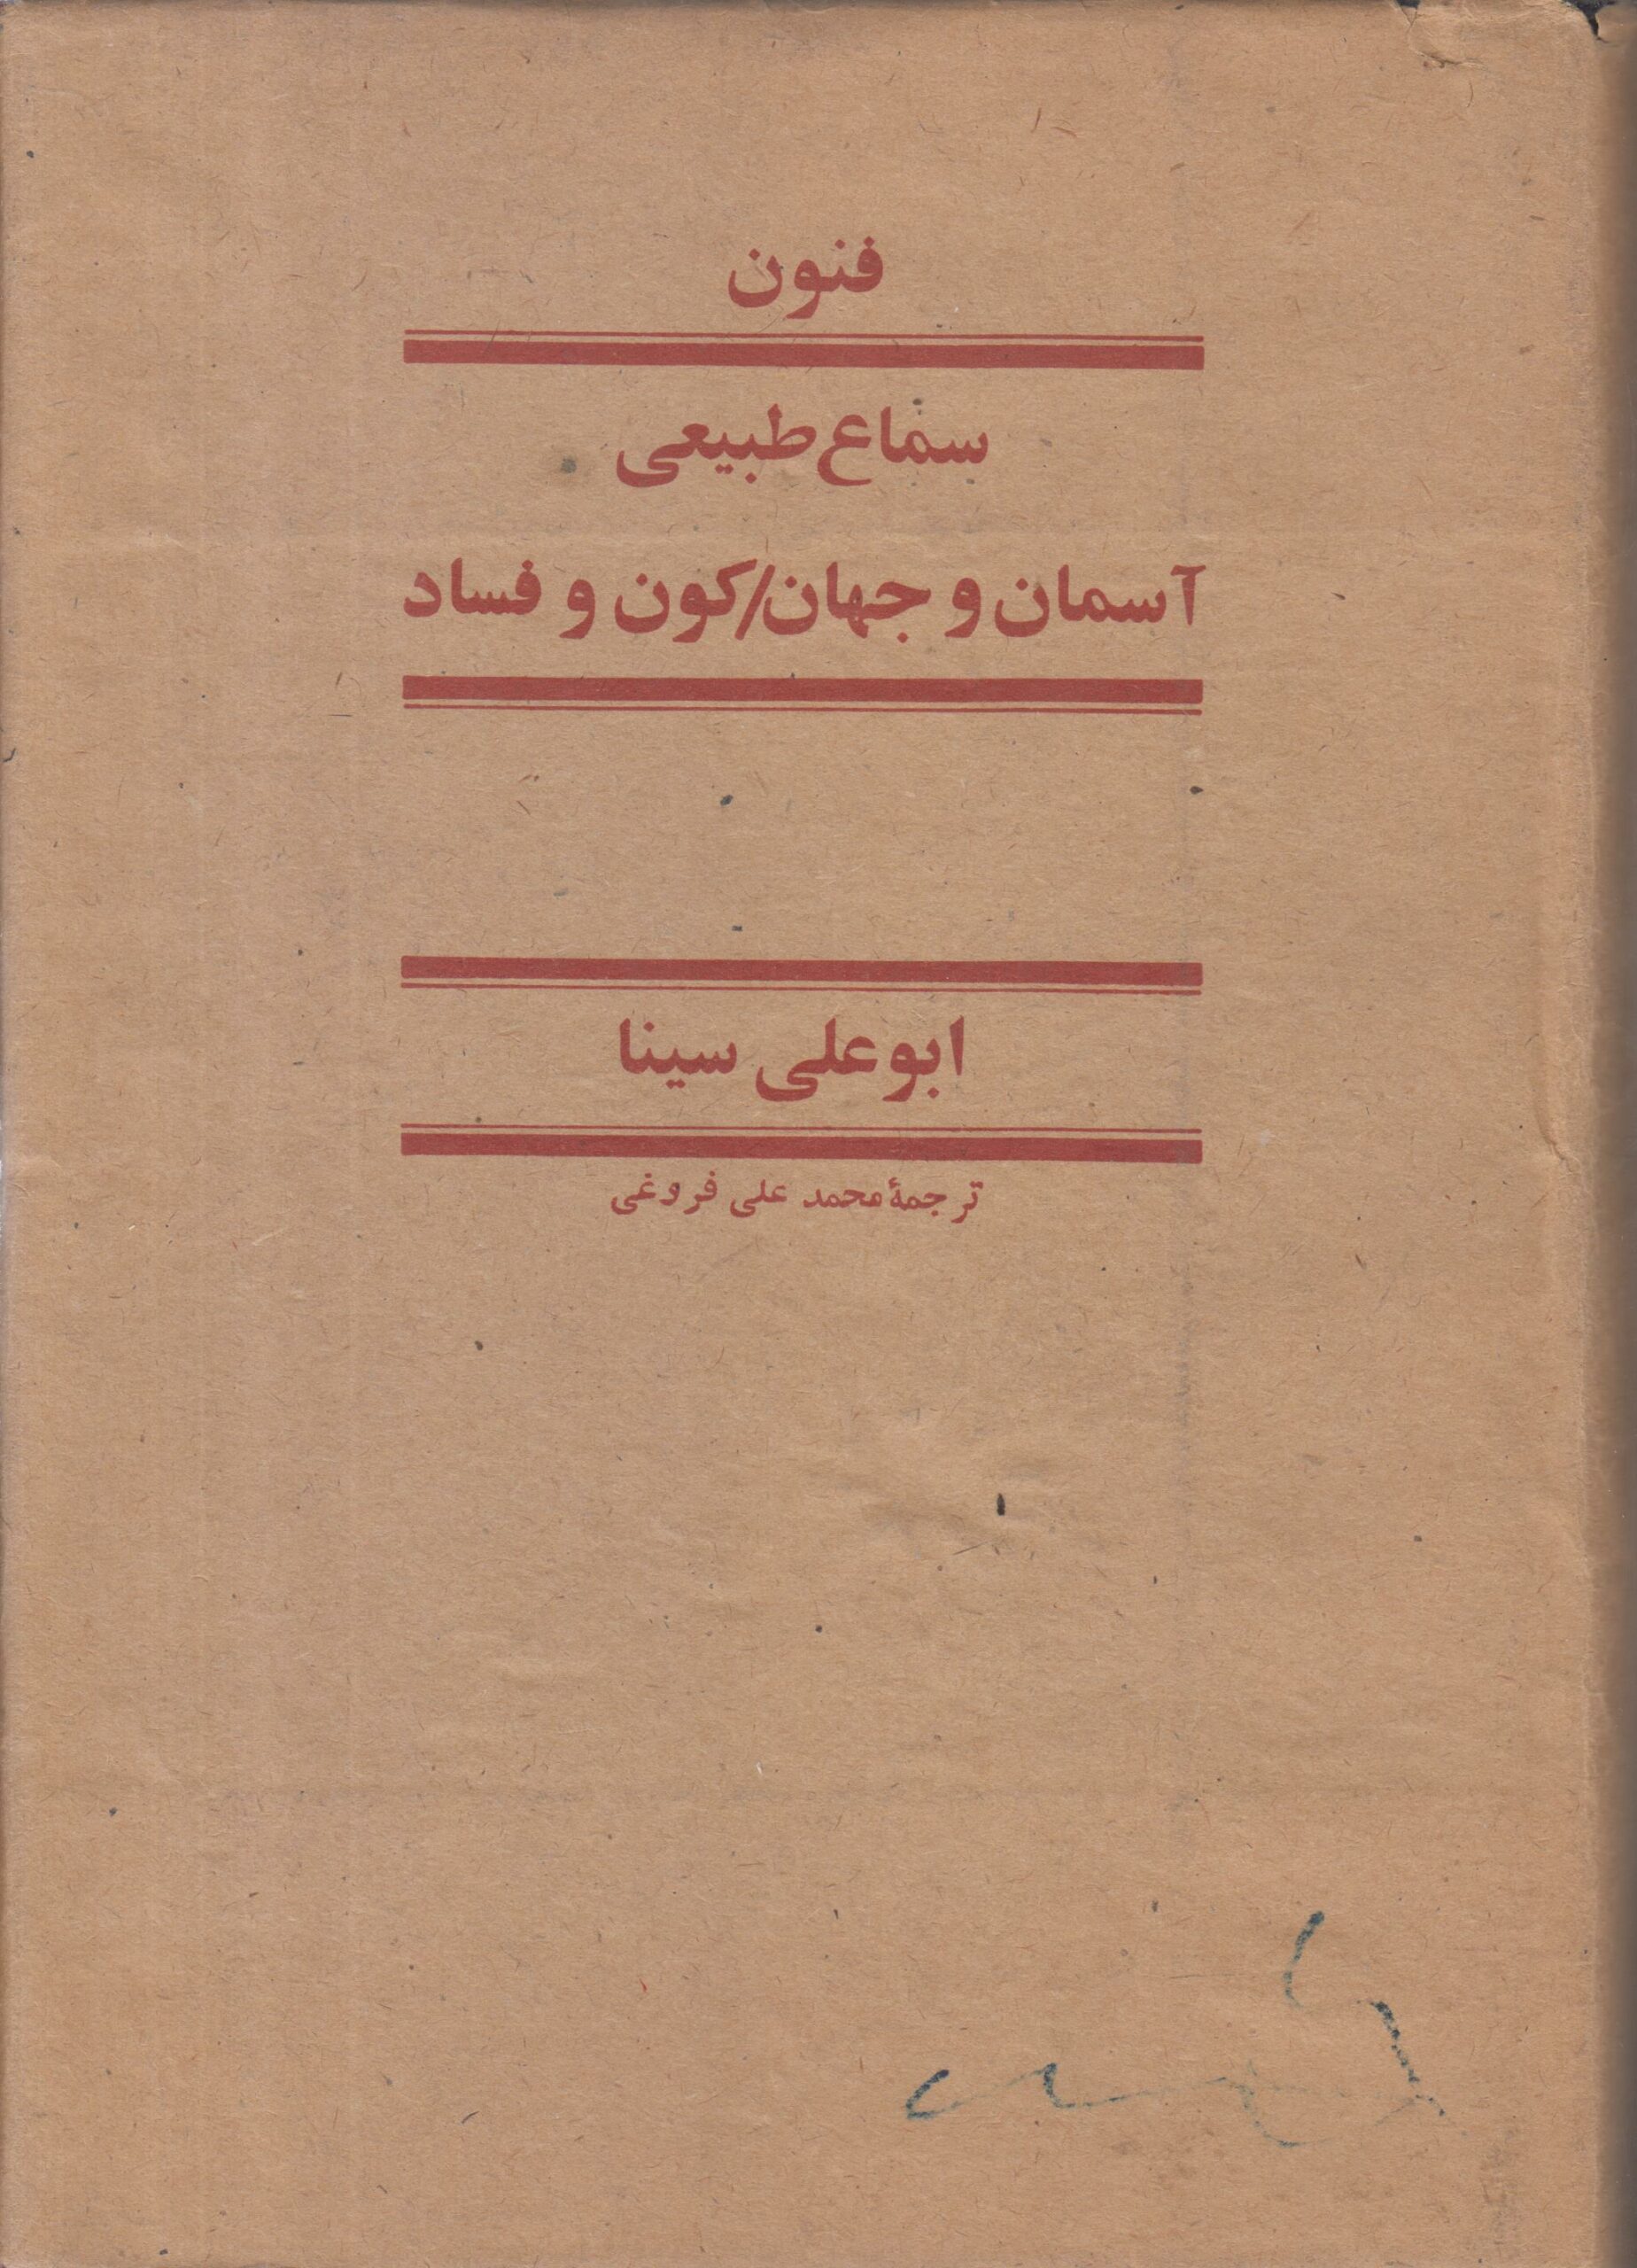 فنون
سماع طبیعی
آسمان و جهان/کون و فساد
ابوعلی سینا
ترجمهٔ محمد علی فروغی